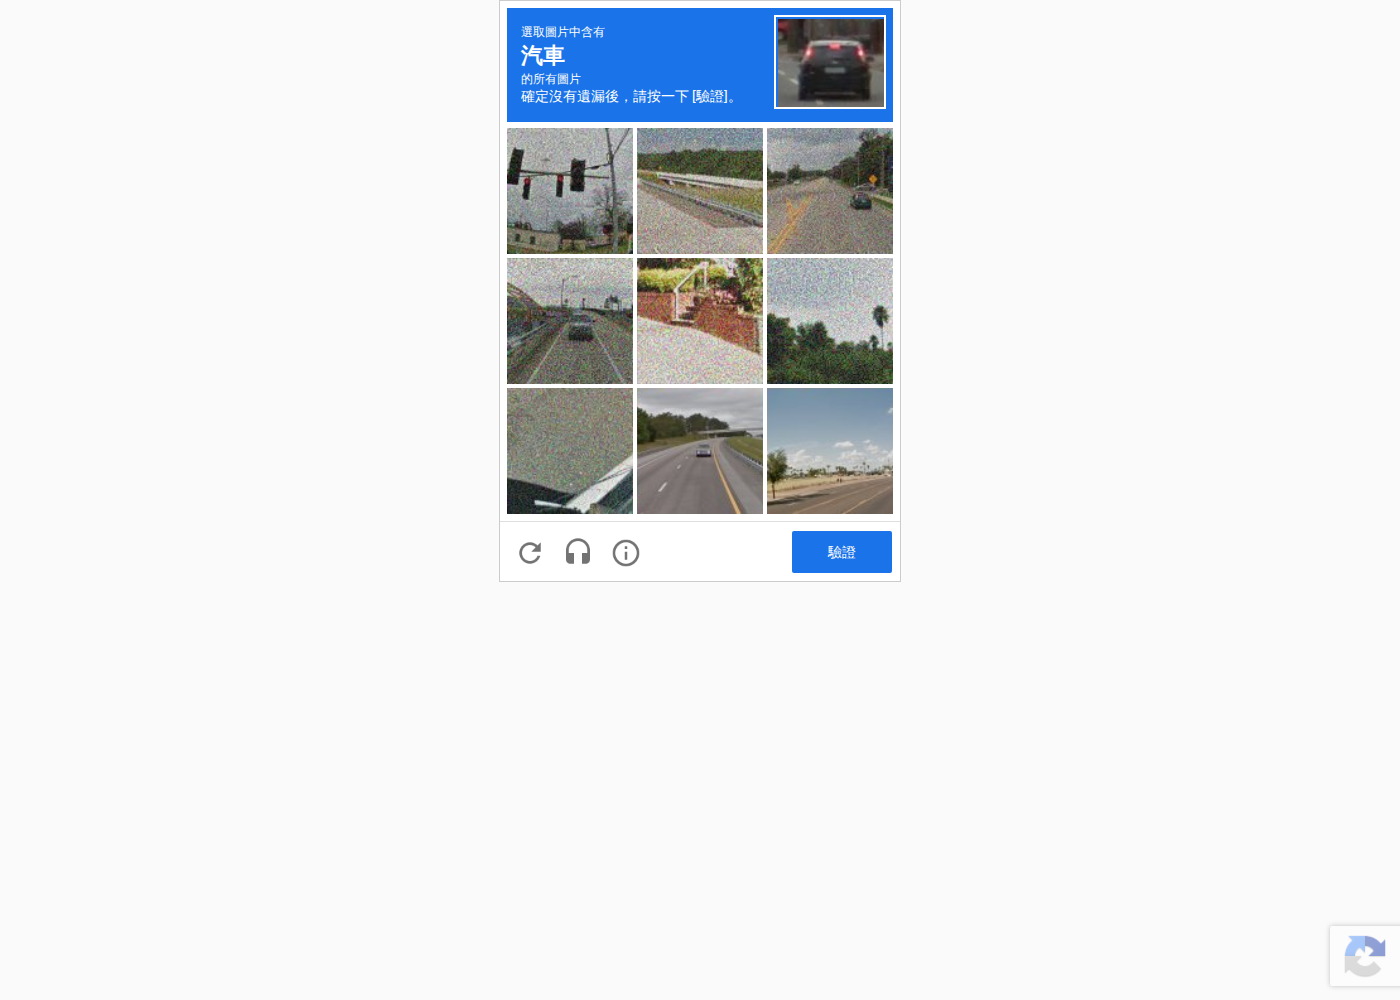 選取圖片中含有
汽車
的所有圖片
確定沒有遺漏後，請按一下 [驗證]。
驗證